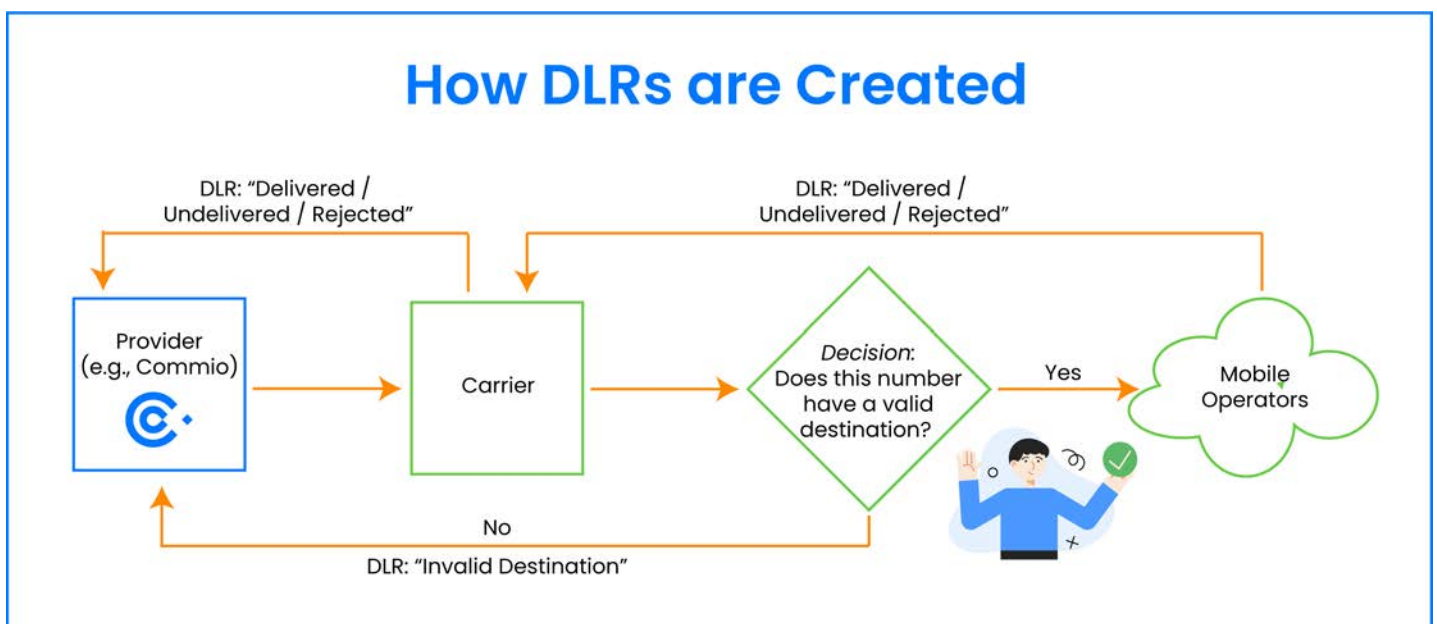 How DLRs are Created
DLR: “Delivered /
Undelivered / Rejected”
DLR: “Delivered /
Undelivered / Rejected”
Provider
(e.g., Commio)
Carrier
Decision:
Does this number
have a valid
destination?
Yes
Mobile
Operators
No
DLR: “Invalid Destination”